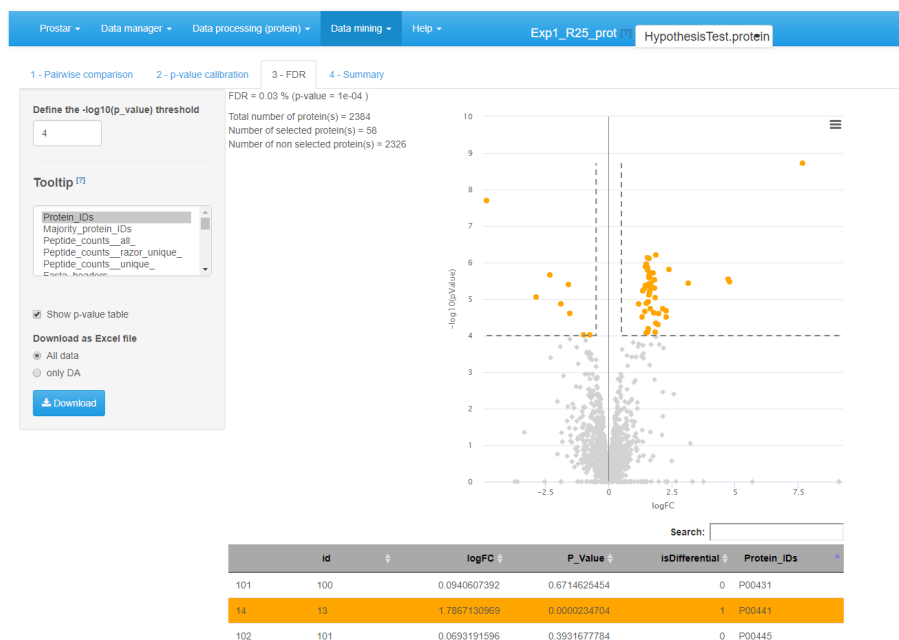 Prostar Data manager Data processing (protein) Data mining Help Exp1_R25_prot [?] HypothesisTest.protein
1 - Pairwise comparison 2 - p-value calibration 3 - FDR 4 - Summary
Define the -log10(p_value) threshold
4
Tooltip [?]
Protein_IDs
Majority_protein_IDs
Peptide_counts__all_
Peptide_counts__razor_unique_
Peptide_counts__unique_
Fasta_headers
Show p-value table
Download as Excel file
All data
only DA
Download
FDR = 0.03 % (p-value = 1e-04 )
Total number of protein(s) = 2384
Number of selected protein(s) = 58
Number of non selected protein(s) = 2326
-log10(pValue)
10
9
8
7
6
5
4
3
2
1
0
-2.5 0 2.5 5 7.5
logFC
Search:
id logFC P_Value isDifferential Protein_IDs
101 100 0.0940607392 0.6714625454 0 P00431
14 13 1.7867130969 0.0000234704 1 P00441
102 101 0.0693191596 0.3931677784 0 P00445